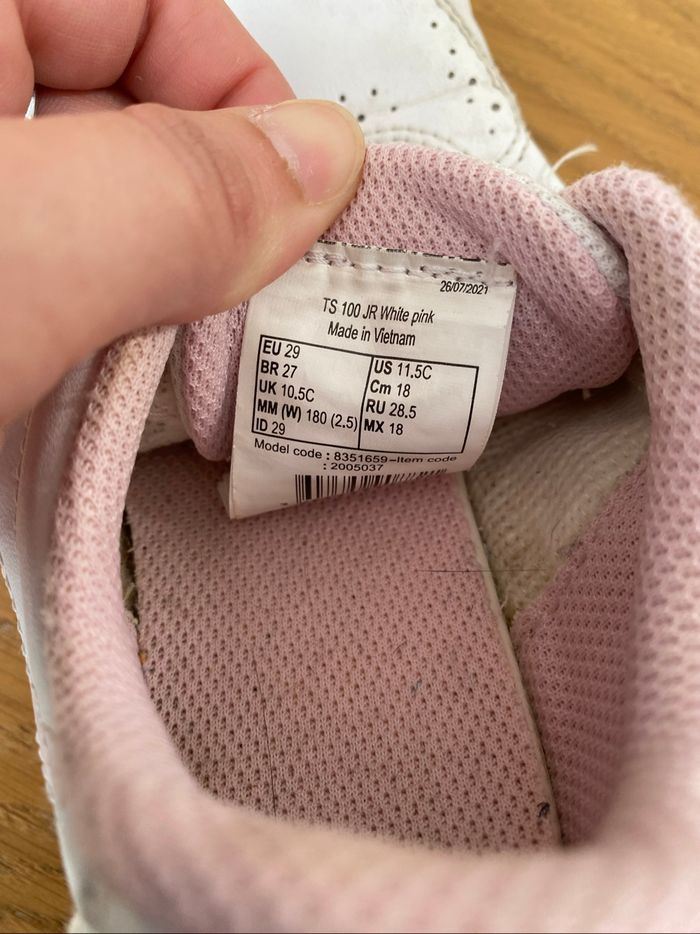 26/07/2021
TS 100 JR White pink
Made in Vietnam
EU 29
BR 27
UK 10.5C
MM (W) 180 (2.5)
ID 29
US 11.5C
Cm 18
RU 28.5
MX 18
Model code : 8351659-Item code
: 2005037